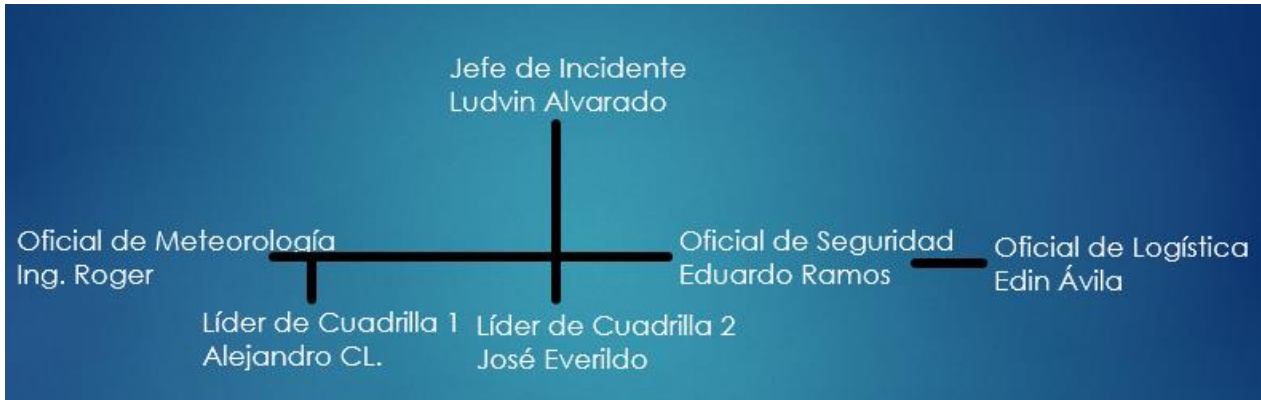 Jefe de Incidente
Ludvin Alvarado
Oficial de Meteorología
Ing. Roger
Oficial de Seguridad
Eduardo Ramos
Oficial de Logística
Edin Ávila
Líder de Cuadrilla 1
Alejandro CL.
Líder de Cuadrilla 2
José Everildo